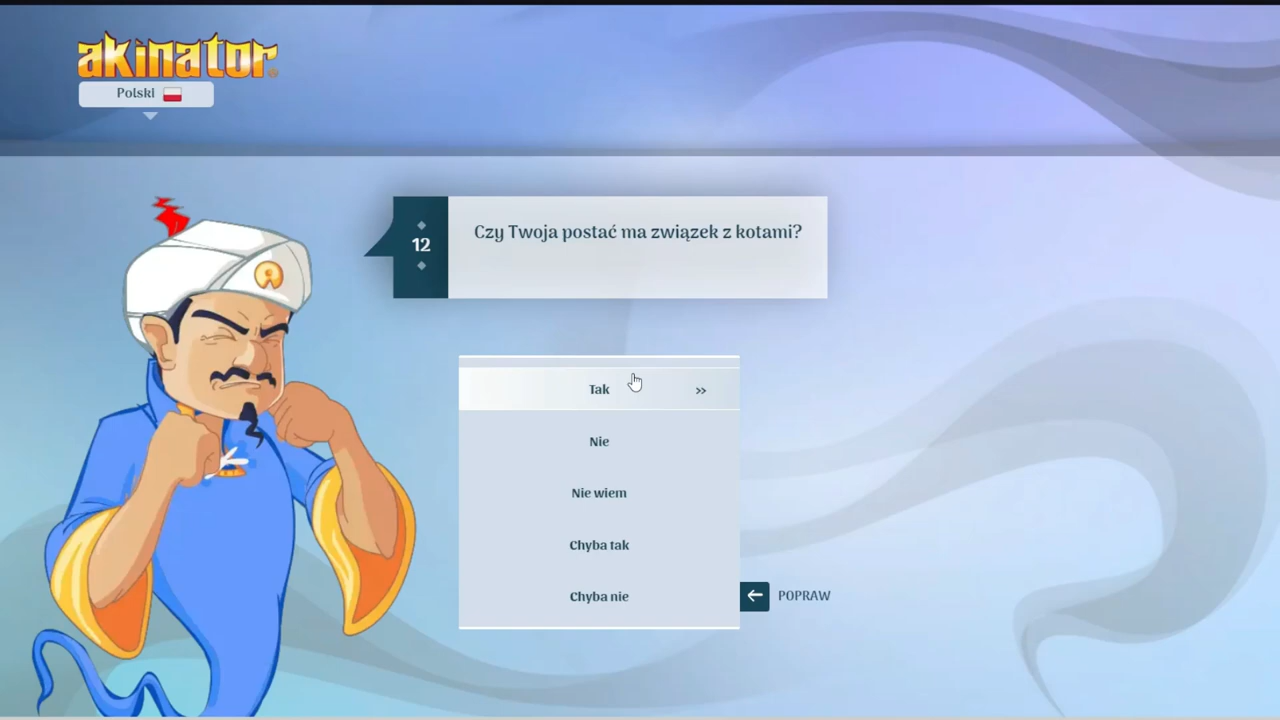 akinator
Polski
12
Czy Twoja postać ma związek z kotami?
Tak
Nie
Nie wiem
Chyba tak
Chyba nie
POPRAW